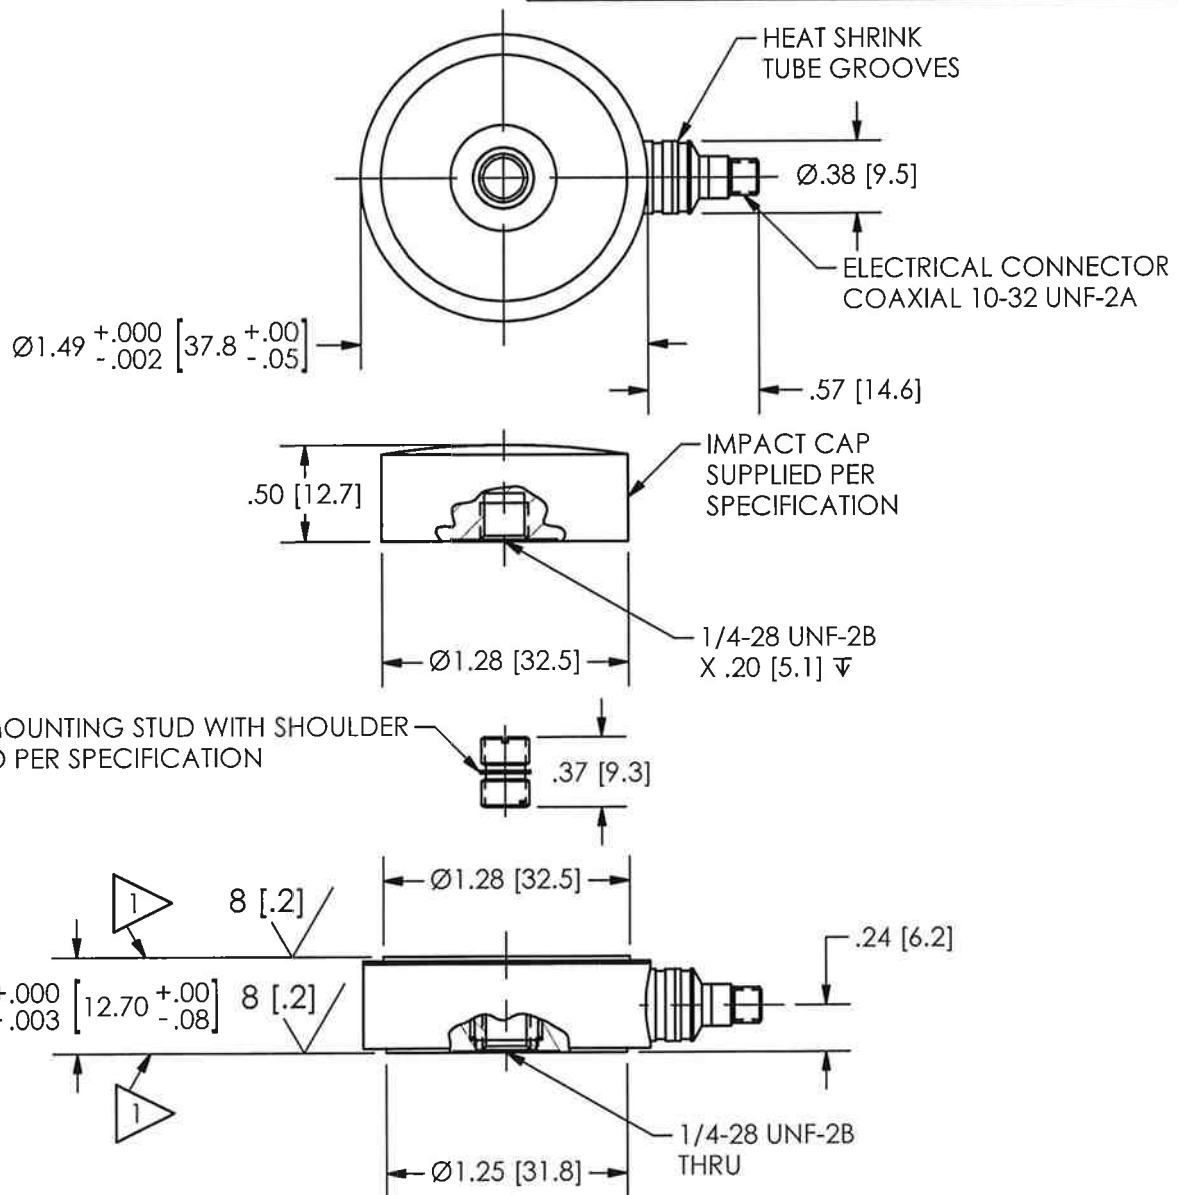 HEAT SHRINK
TUBE GROOVES
Ø.38 [9.5]
ELECTRICAL CONNECTOR
COAXIAL 10-32 UNF-2A
Ø1.49 +.000 -.002 [37.8 +.00 -.05]
.57 [14.6]
IMPACT CAP
SUPPLIED PER
SPECIFICATION
.50 [12.7]
1/4-28 UNF-2B
X .20 [5.1] ↧
Ø1.28 [32.5]
MOUNTING STUD WITH SHOULDER
D PER SPECIFICATION
.37 [9.3]
Ø1.28 [32.5]
1
8 [.2]
.24 [6.2]
+.000 -.003 [12.70 +.00 -.08]
8 [.2]
1
1/4-28 UNF-2B
THRU
Ø1.25 [31.8]